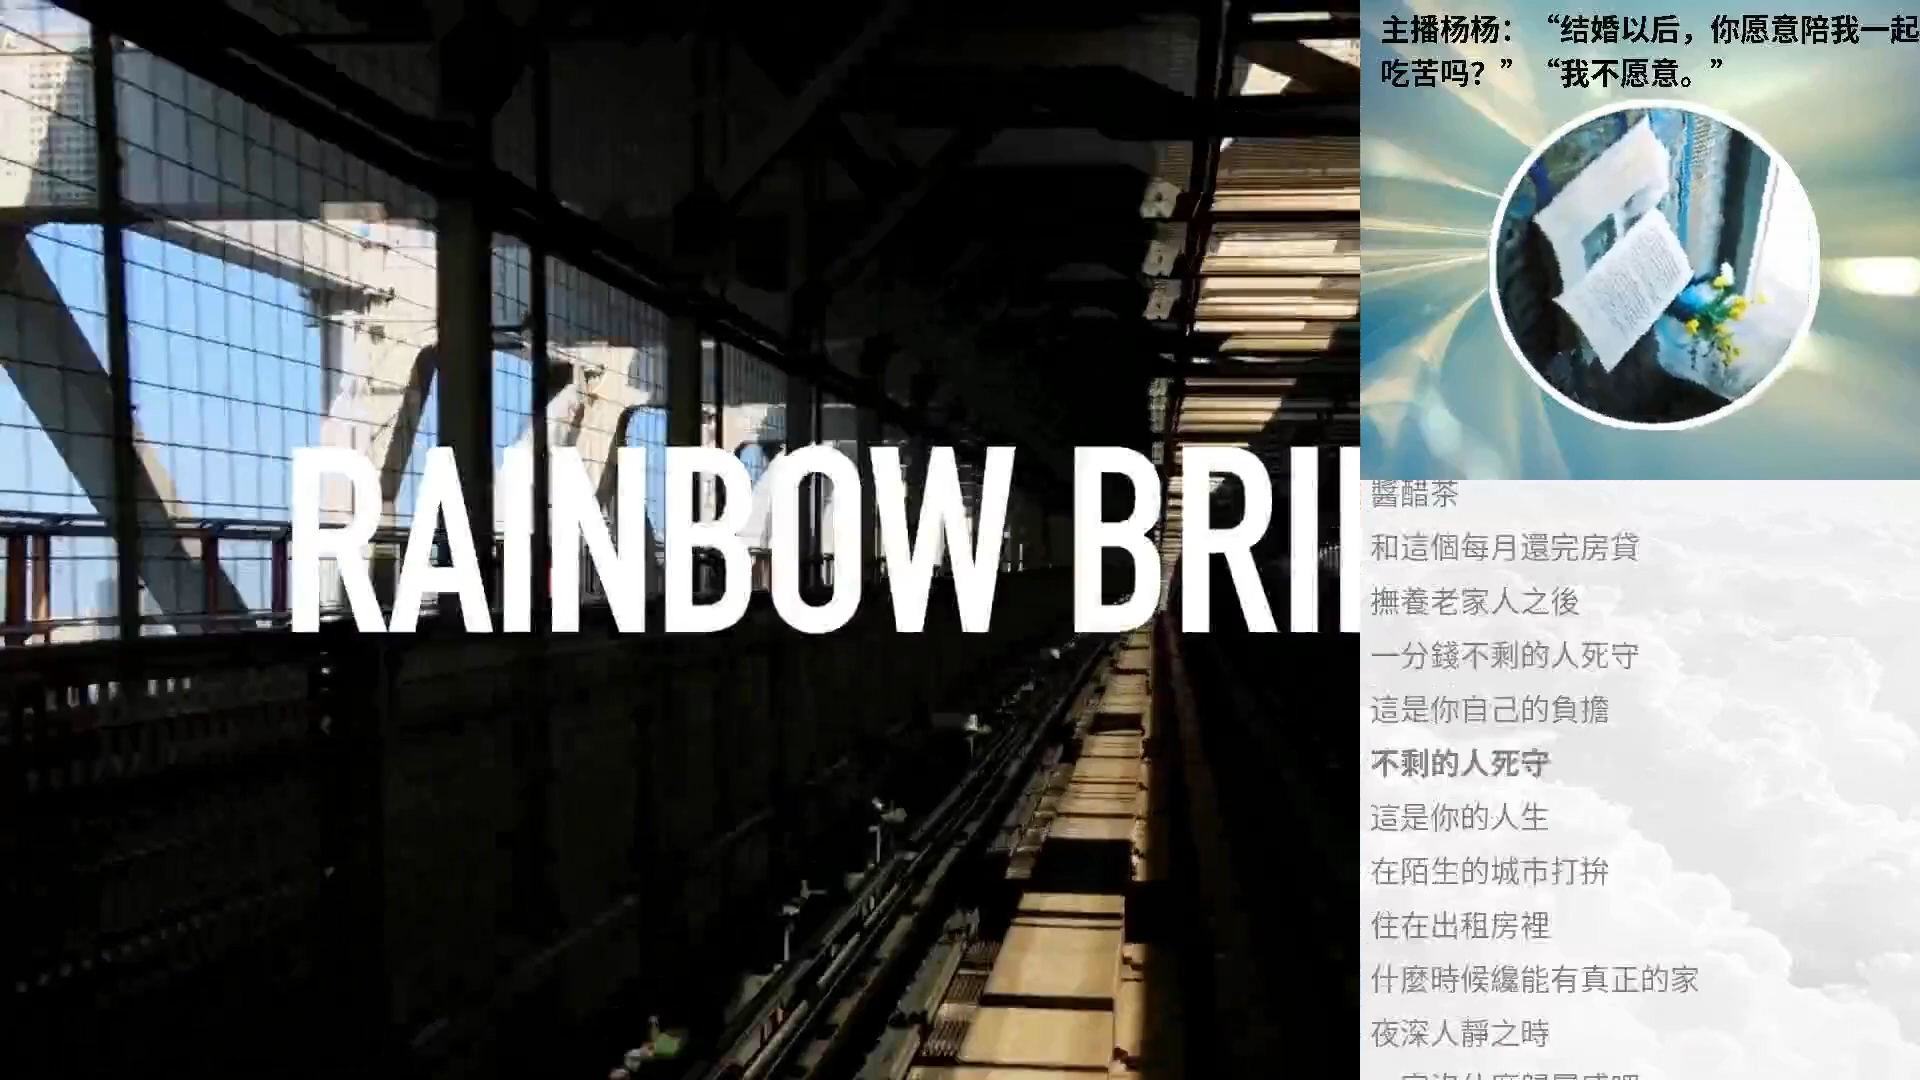 RAINBOW BRI
主播杨杨：“结婚以后，你愿意陪我一起
吃苦吗？”“我不愿意。”
醬醋茶
和這個每月還完房貸
撫養老家人之後
一分錢不剩的人死守
這是你自己的負擔
不剩的人死守
這是你的人生
在陌生的城市打拚
住在出租房裡
什麼時候纔能有真正的家
夜深人靜之時